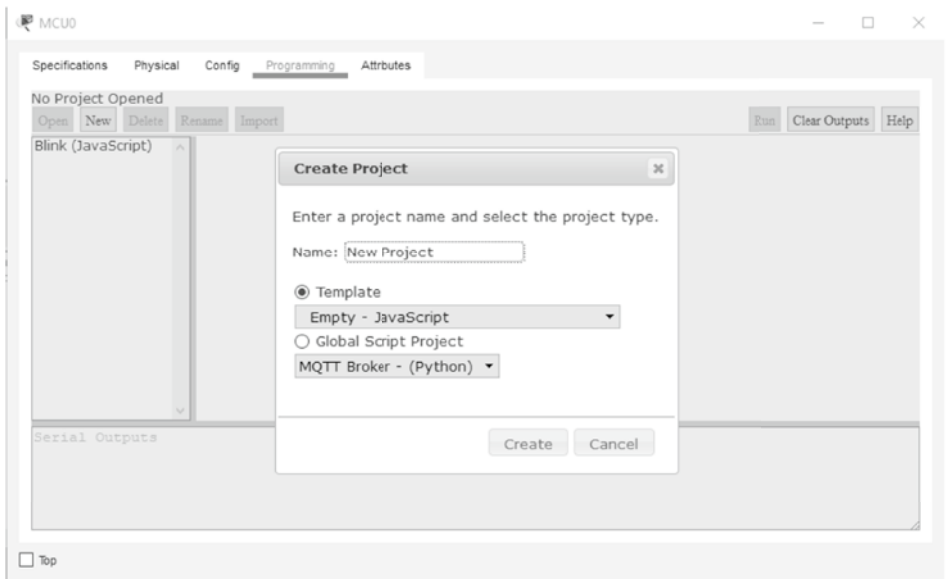 MCU0
Specifications Physical Config Programming Attrbutes
No Project Opened
Open New Delete Rename Import Run Clear Outputs Help
Blink (JavaScript)
Create Project
Enter a project name and select the project type.
Name: New Project
Template
Empty - JavaScript
Global Script Project
MQTT Broker - (Python)
Create Cancel
Serial Outputs
Top